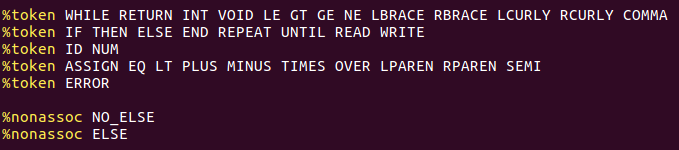 %token WHILE RETURN INT VOID LE GT GE NE LBRACE RBRACE LCURLY RCURLY COMMA
%token IF THEN ELSE END REPEAT UNTIL READ WRITE
%token ID NUM
%token ASSIGN EQ LT PLUS MINUS TIMES OVER LPAREN RPAREN SEMI
%token ERROR
%nonassoc NO_ELSE
%nonassoc ELSE